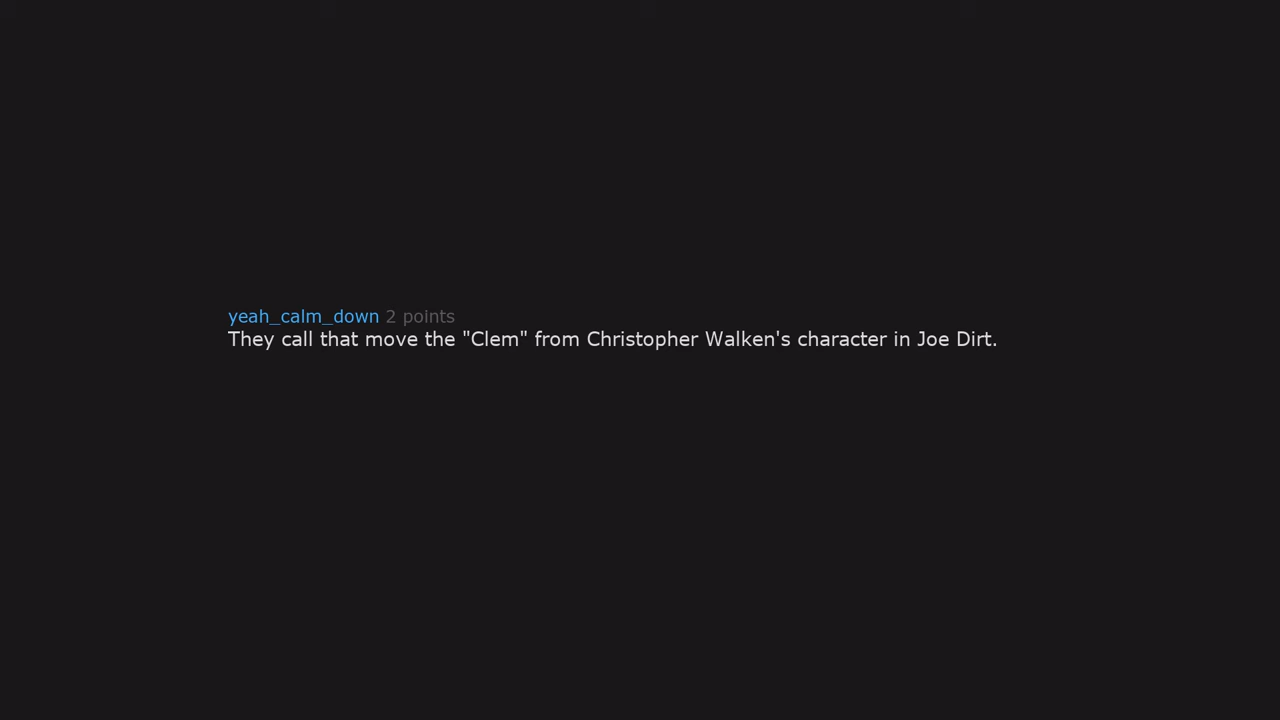 yeah_calm_down 2 points
They call that move the "Clem" from Christopher Walken's character in Joe Dirt.